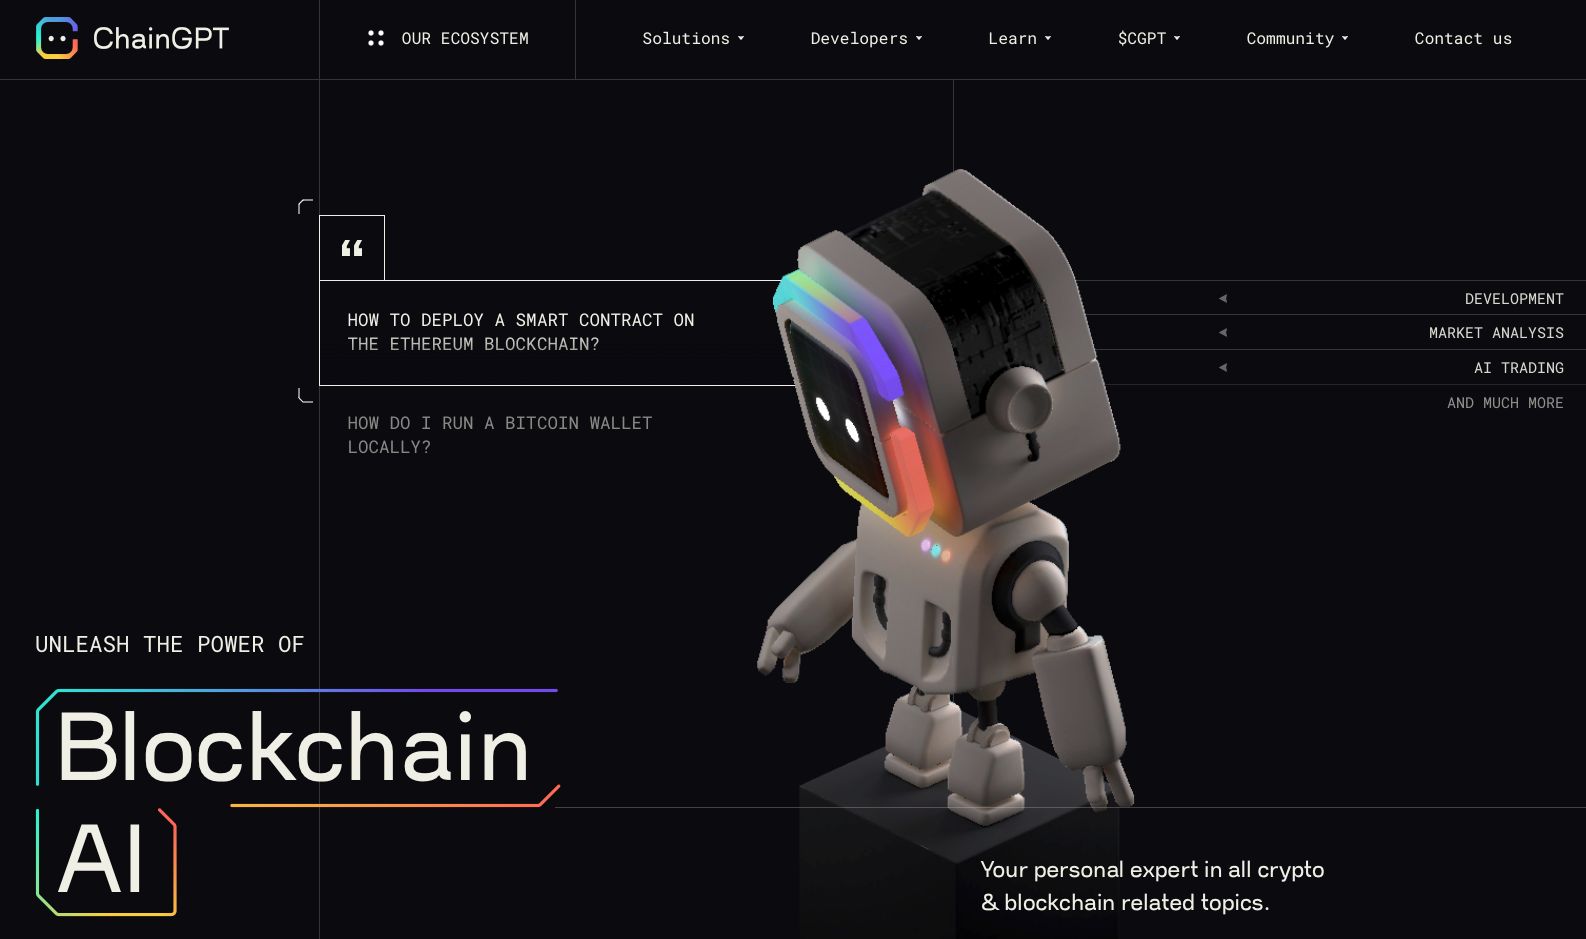 ChainGPT
OUR ECOSYSTEM
Solutions
Developers
Learn
$CGPT
Community
Contact us
“
HOW TO DEPLOY A SMART CONTRACT ON
THE ETHEREUM BLOCKCHAIN?
HOW DO I RUN A BITCOIN WALLET
LOCALLY?
DEVELOPMENT
MARKET ANALYSIS
AI TRADING
AND MUCH MORE
UNLEASH THE POWER OF
Blockchain
AI
Your personal expert in all crypto
& blockchain related topics.